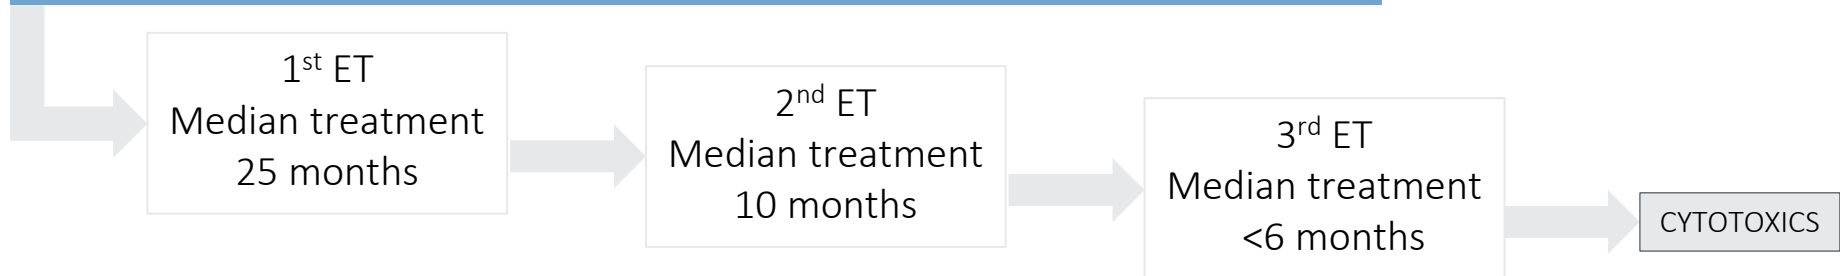 1st ET
Median treatment
25 months
2nd ET
Median treatment
10 months
3rd ET
Median treatment
<6 months
CYTOTOXICS